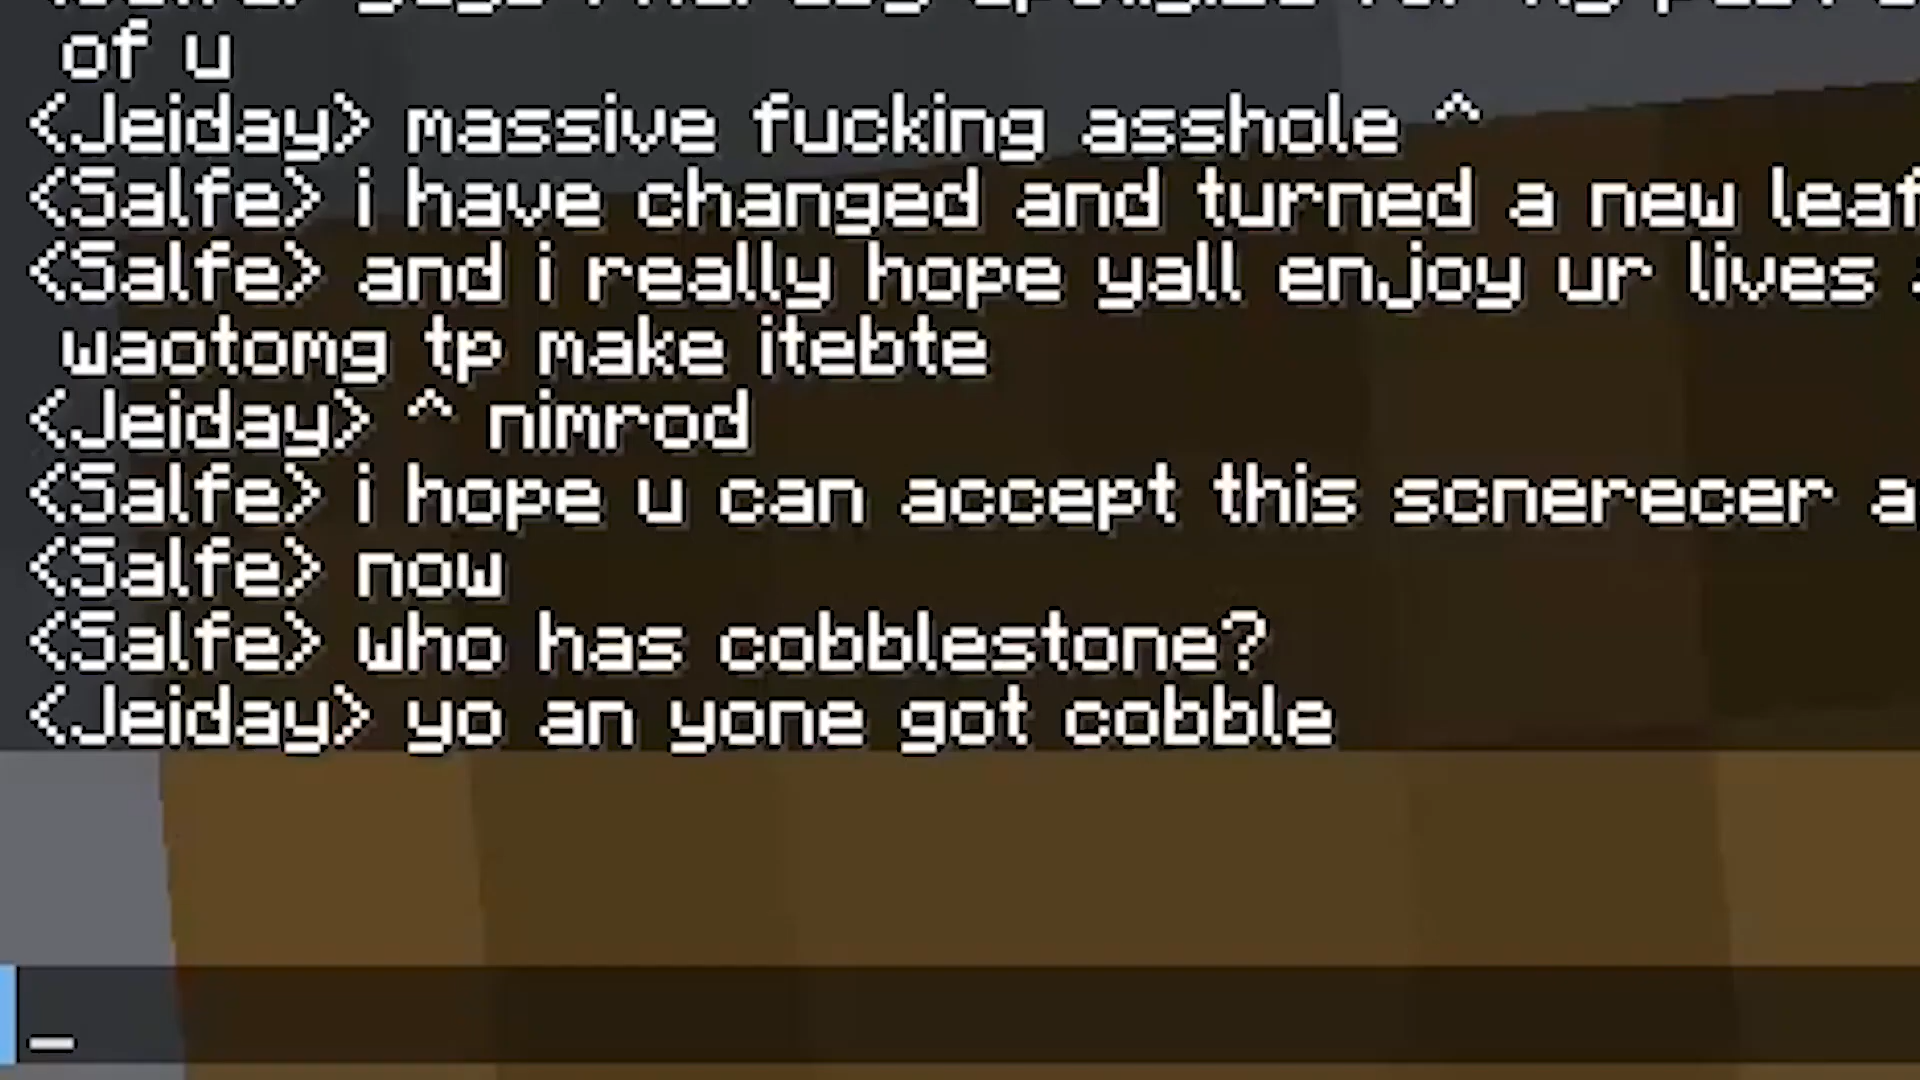 of u
<Jeiday> massive fucking asshole ^
<Salfe> i have changed and turned a new leaf
<Salfe> and i really hope yall enjoy ur lives
waotomg tp make itebte
<Jeiday> ^ nimrod
<Salfe> i hope u can accept this scnerecer a
<Salfe> now
<Salfe> who has cobblestone?
<Jeiday> yo an yone got cobble
_